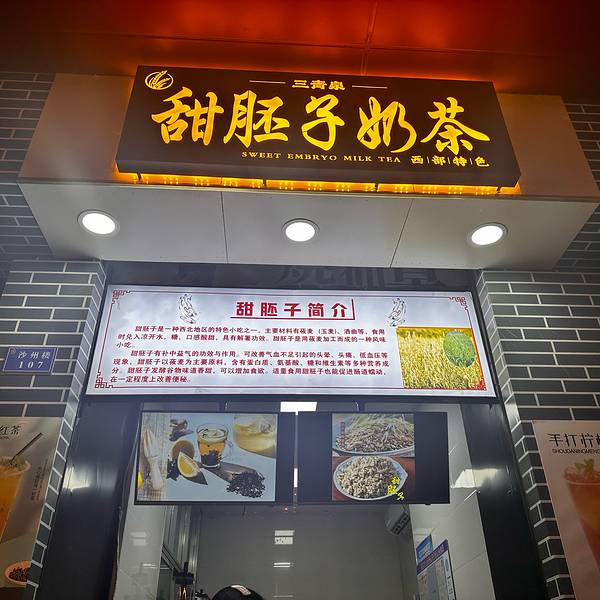 三青泉
甜胚子奶茶
SWEET EMBRYO MILK TEA 西部特色
甜胚子简介
甜胚子是一种西北地区的特色小吃之一，主要材料有莜麦（玉麦）、酒曲等，食用
时兑入凉开水，糖，口感酸甜，具有解暑功效。甜胚子是用莜麦加工而成的一种风味
小吃。
甜胚子有补中益气的功效与作用。可改善气血不足引起的头晕、头痛、低血压等
现象。甜胚子以莜麦为主要原料，含有蛋白质、氨基酸、糖和维生素等多种营养成
分。甜胚子发酵谷物味道香甜，可以增加食欲。适量食用甜胚子也能促进肠道蠕动，
在一定程度上改善便秘。
沙州楼
107
红茶
手打柠
SHOUDANINGMENG
甜
胚
子